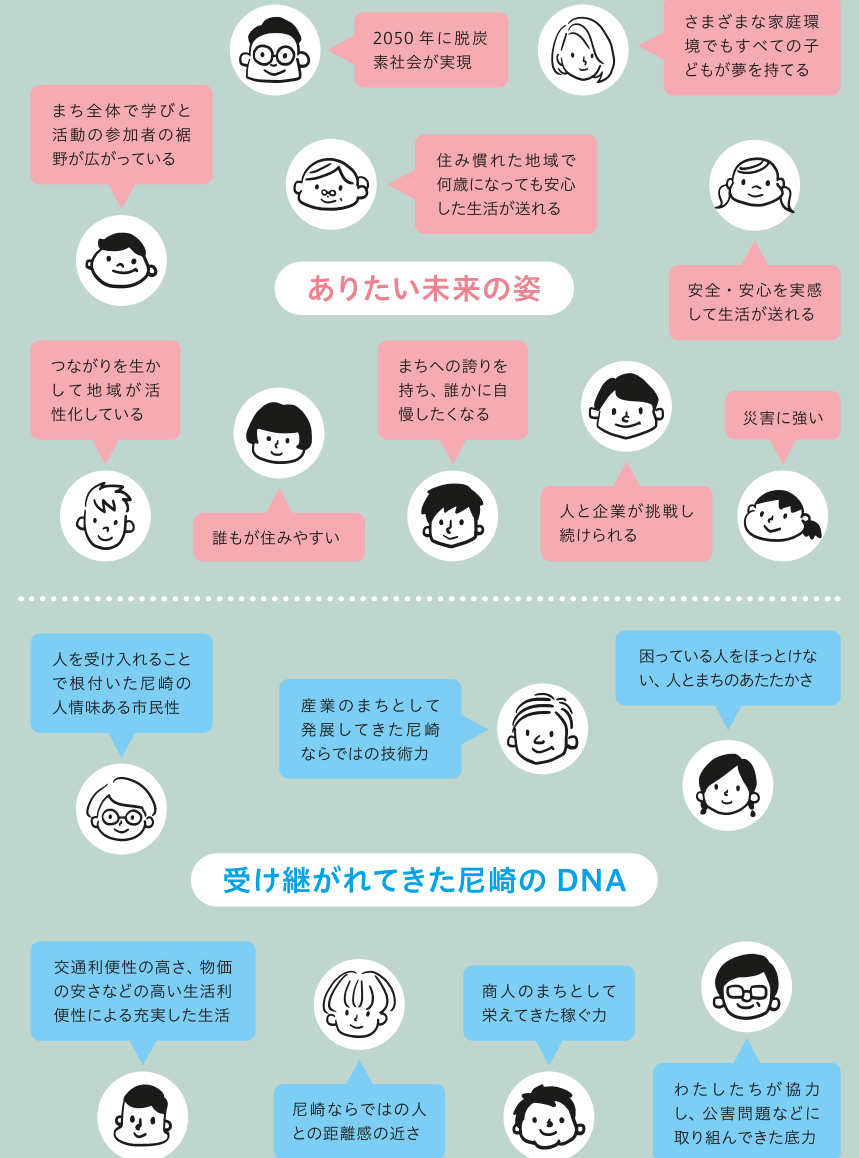 2050 年に脱炭
素社会が実現
さまざまな家庭環
境でもすべての子
どもが夢を持てる
まち全体で学びと
活動の参加者の裾
野が広がっている
住み慣れた地域で
何歳になっても安心
した生活が送れる
ありたい未来の姿
安全・安心を実感
して生活が送れる
つながりを生か
して地域が活
性化している
まちへの誇りを
持ち、誰かに自
慢したくなる
災害に強い
誰もが住みやすい
人と企業が挑戦し
続けられる
人を受け入れること
で根付いた尼崎の
人情味ある市民性
産業のまちとして
発展してきた尼崎
ならではの技術力
困っている人をほっとけな
い、人とまちのあたたかさ
受け継がれてきた尼崎の DNA
交通利便性の高さ、物価
の安さなどの高い生活利
便性による充実した生活
商人のまちとして
栄えてきた稼ぐ力
尼崎ならではの人
との距離感の近さ
わたしたちが協力
し、公害問題などに
取り組んできた底力